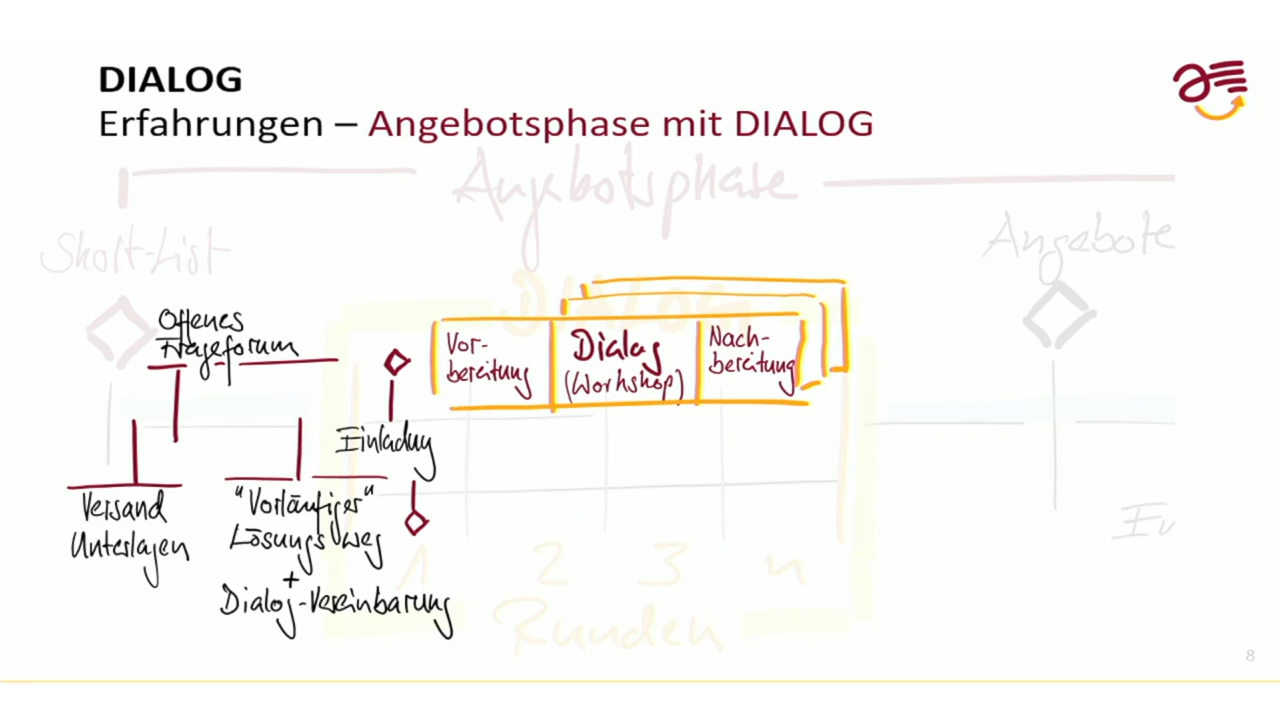 DIALOG
Erfahrungen – Angebotsphase mit DIALOG
Angebotsphase
Short-List
Angebote
DIALOG
Offenes
Frageforum
Vor-
bereitung
Dialog
(Workshop)
Nach-
bereitung
Einladung
Versand
Unterlagen
"Vorläufiger"
Lösungsweg
+
Dialog-Vereinbarung
1 2 3 n
Runden
8